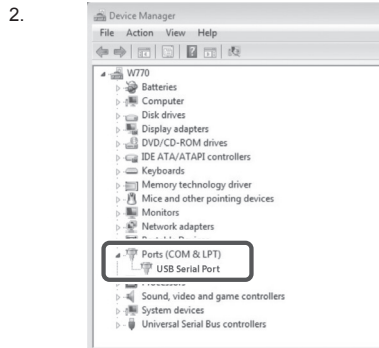 2.
Device Manager
File Action View Help
W770
Batteries
Computer
Disk drives
Display adapters
DVD/CD-ROM drives
IDE ATA/ATAPI controllers
Keyboards
Memory technology driver
Mice and other pointing devices
Monitors
Network adapters
Ports (COM & LPT)
USB Serial Port
Sound, video and game controllers
System devices
Universal Serial Bus controllers